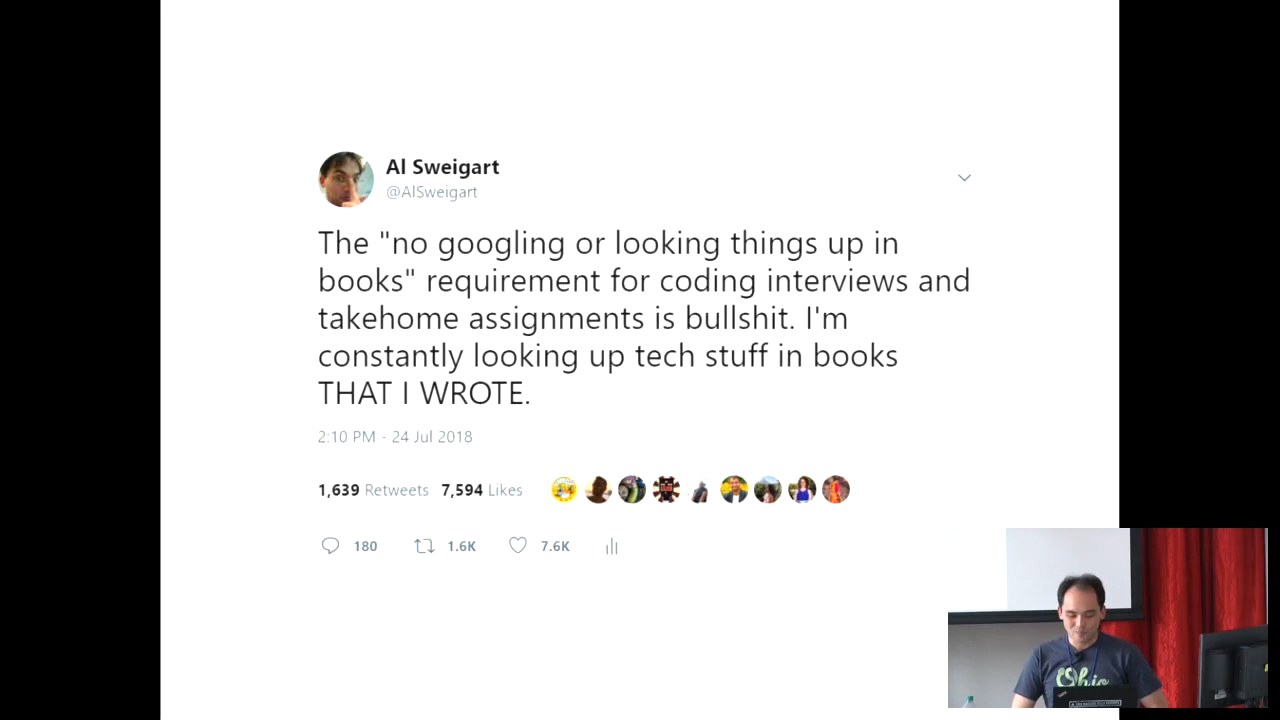 Al Sweigart
@AlSweigart
The "no googling or looking things up in
books" requirement for coding interviews and
takehome assignments is bullshit. I'm
constantly looking up tech stuff in books
THAT I WROTE.
2:10 PM - 24 Jul 2018
1,639 Retweets 7,594 Likes
180 1.6K 7.6K
Ohio